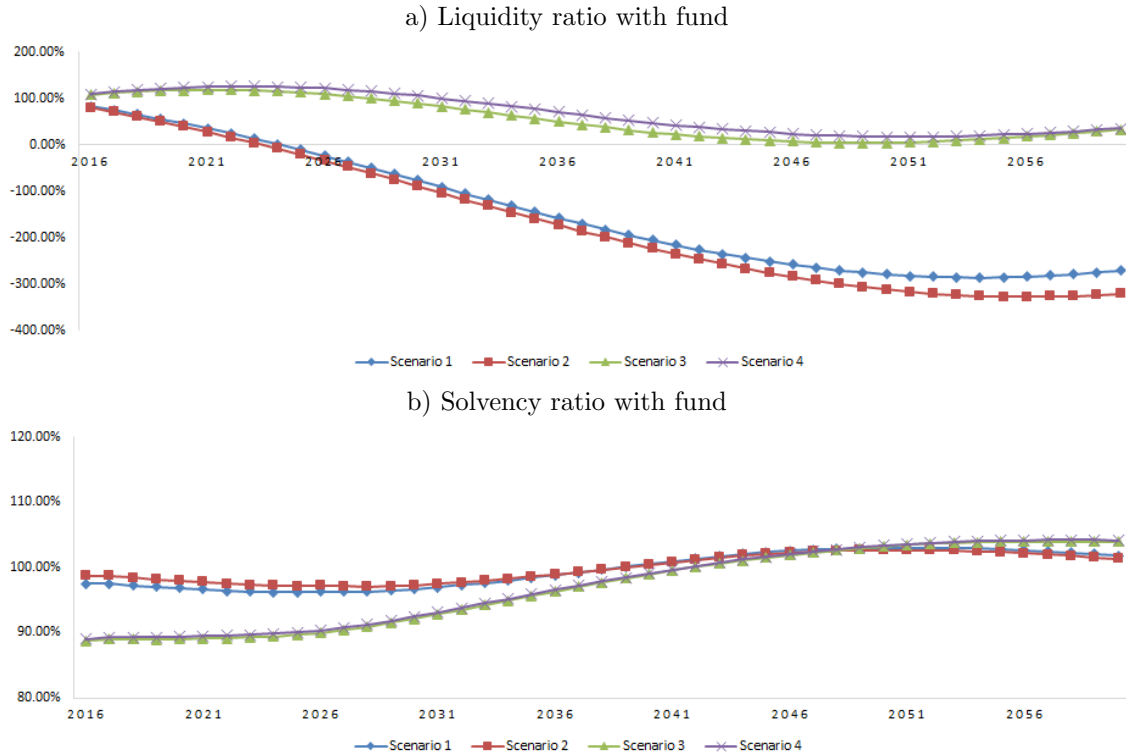 a) Liquidity ratio with fund
200.00%
100.00%
0.00%
2016 2021 2026 2031 2036 2041 2046 2051 2056
-100.00%
-200.00%
-300.00%
-400.00%
Scenario 1 Scenario 2 Scenario 3 Scenario 4
b) Solvency ratio with fund
120.00%
110.00%
100.00%
90.00%
80.00%
2016 2021 2026 2031 2036 2041 2046 2051 2056
Scenario 1 Scenario 2 Scenario 3 Scenario 4